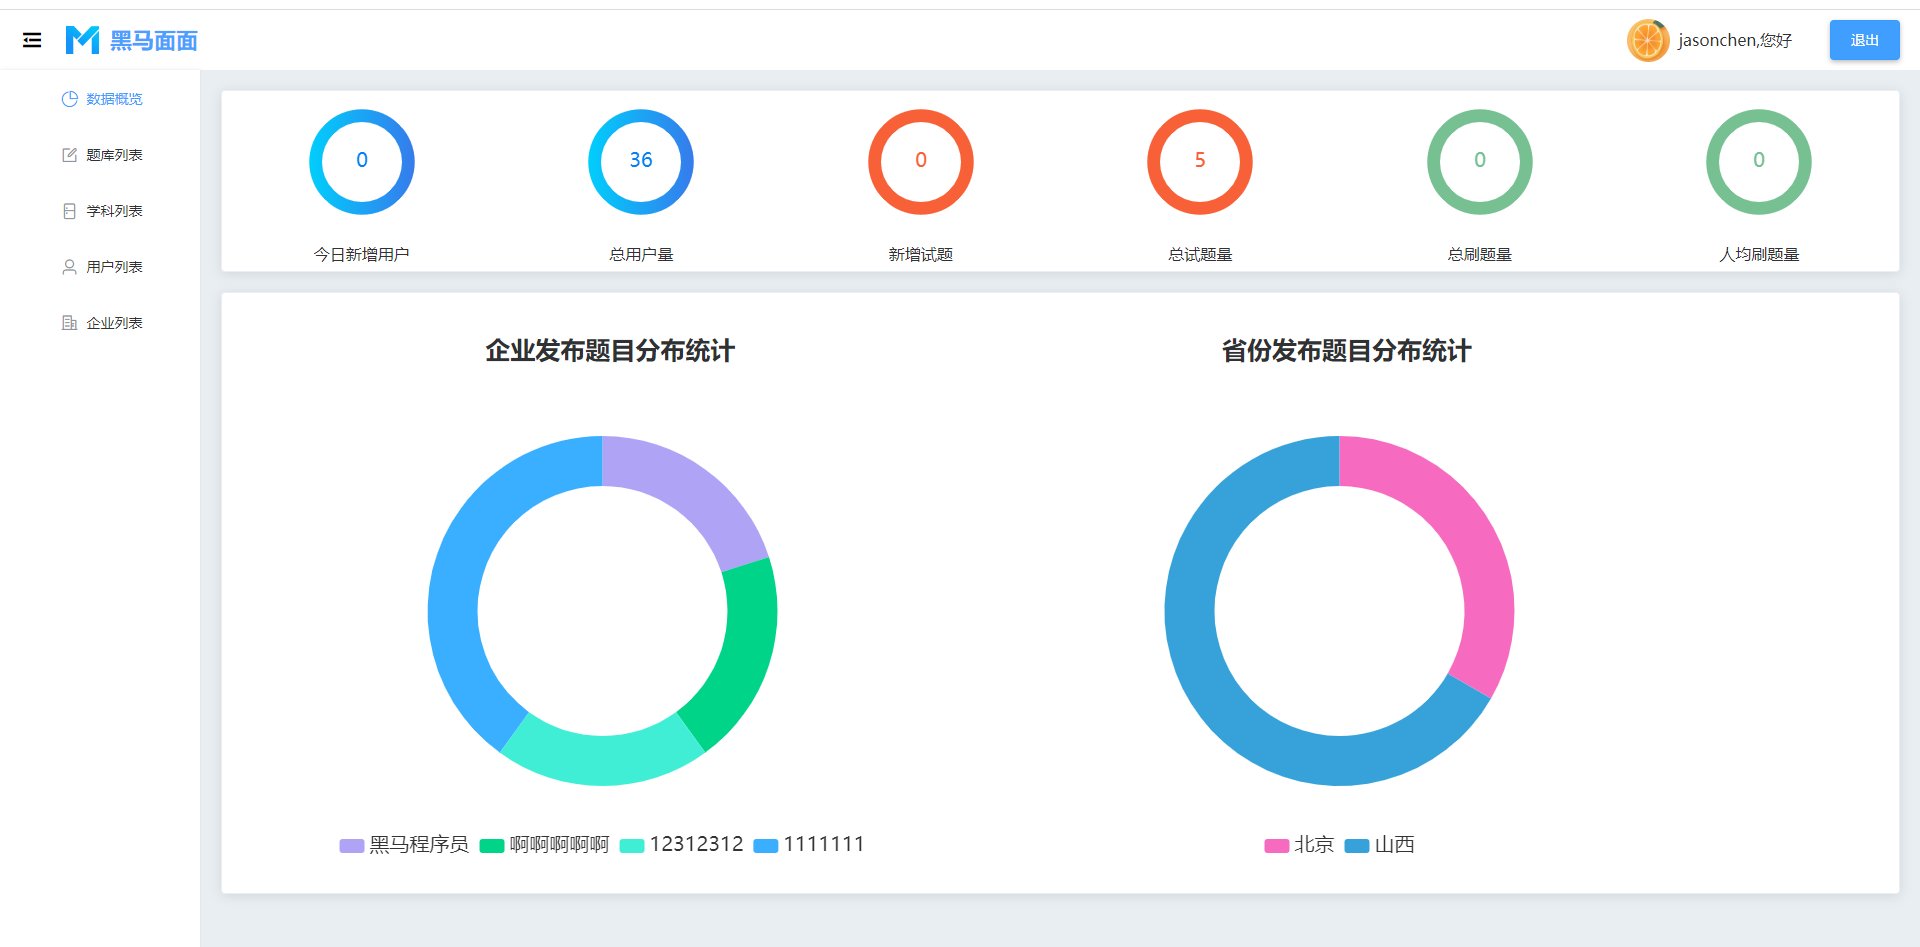 黑马面面
jasonchen,您好
退出
数据概览
题库列表
学科列表
用户列表
企业列表
0 36 0 5 0 0
今日新增用户 总用户量 新增试题 总试题量 总刷题量 人均刷题量
企业发布题目分布统计
省份发布题目分布统计
黑马程序员 啊啊啊啊啊 12312312 1111111
北京 山西